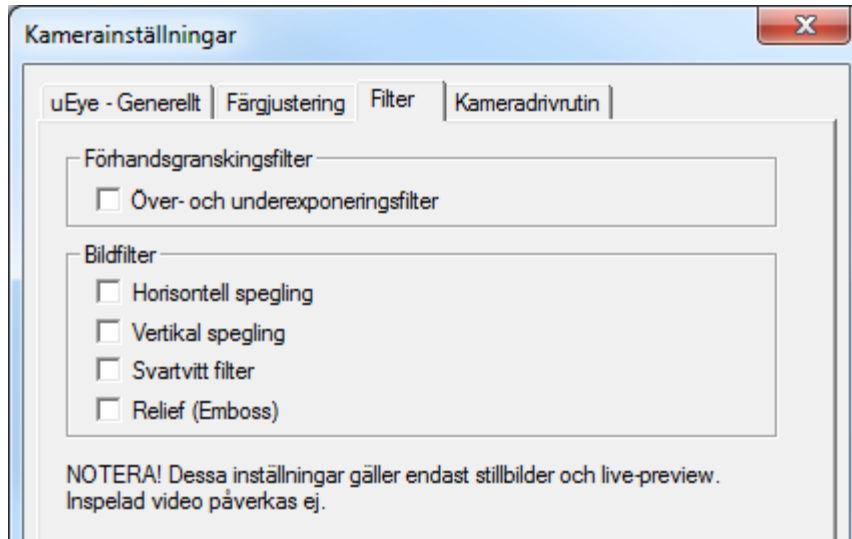 Kamerainställningar
uEye - Generellt Färgjustering Filter Kameradrivrutin
Förhandsgranskingsfilter
Över- och underexponeringsfilter
Bildfilter
Horisontell spegling
Vertikal spegling
Svartvitt filter
Relief (Emboss)
NOTERA! Dessa inställningar gäller endast stillbilder och live-preview.
Inspelad video påverkas ej.